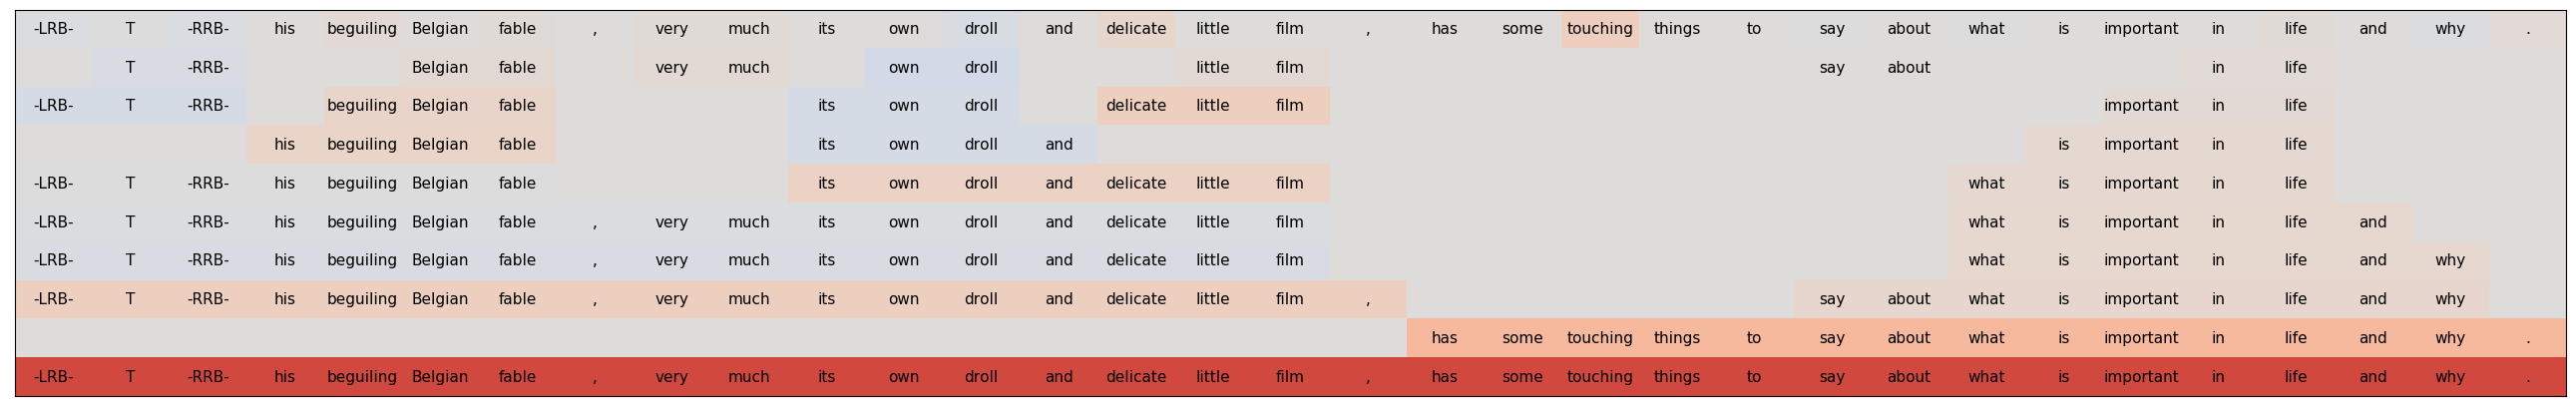 -LRB- T -RRB- his beguiling Belgian fable , very much its own droll and delicate little film , has some touching things to say about what is important in life and why .
T -RRB- Belgian fable very much own droll little film say about in life
-LRB- T -RRB- beguiling Belgian fable its own droll delicate little film important in life
his beguiling Belgian fable its own droll and is important in life
-LRB- T -RRB- his beguiling Belgian fable its own droll and delicate little film what is important in life
-LRB- T -RRB- his beguiling Belgian fable , very much its own droll and delicate little film what is important in life and
-LRB- T -RRB- his beguiling Belgian fable , very much its own droll and delicate little film what is important in life and why
-LRB- T -RRB- his beguiling Belgian fable , very much its own droll and delicate little film , say about what is important in life and why
has some touching things to say about what is important in life and why .
-LRB- T -RRB- his beguiling Belgian fable , very much its own droll and delicate little film , has some touching things to say about what is important in life and why .